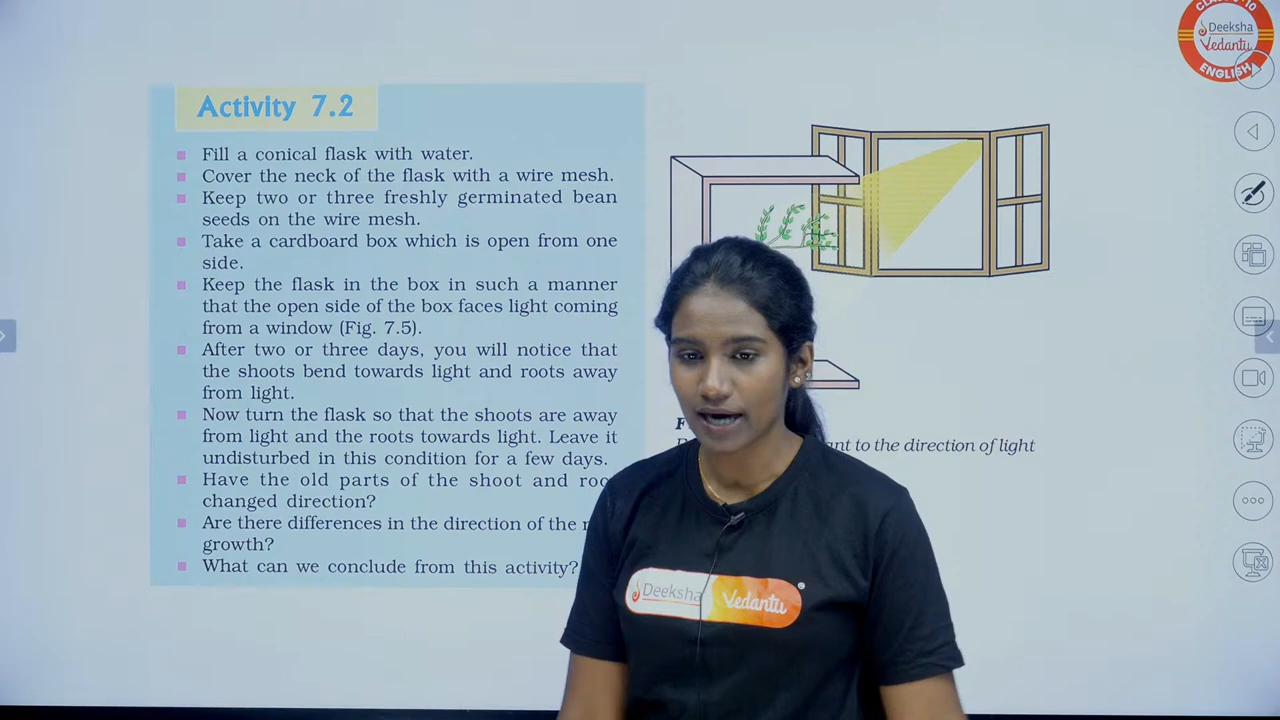 Activity 7.2
Fill a conical flask with water.
Cover the neck of the flask with a wire mesh.
Keep two or three freshly germinated bean
seeds on the wire mesh.
Take a cardboard box which is open from one
side.
Keep the flask in the box in such a manner
that the open side of the box faces light coming
from a window (Fig. 7.5).
After two or three days, you will notice that
the shoots bend towards light and roots away
from light.
Now turn the flask so that the shoots are away
from light and the roots towards light. Leave it
undisturbed in this condition for a few days.
Have the old parts of the shoot and
changed direction?
Are there differences in the direction of the
growth?
What can we conclude from this activity?
to the direction of light
CLASS 10
Deeksha
Vedantu
ENGLISH
Deeksha
Vedantu